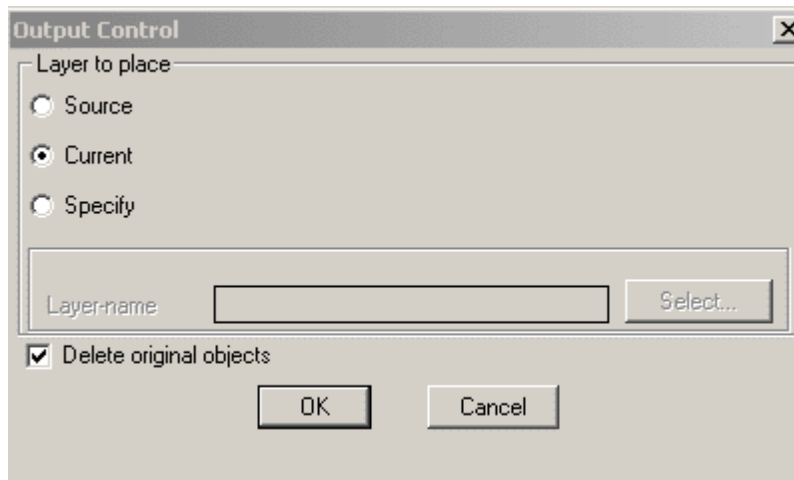 Output Control
Layer to place
Source
Current
Specify
Layer-name
Select...
Delete original objects
OK
Cancel